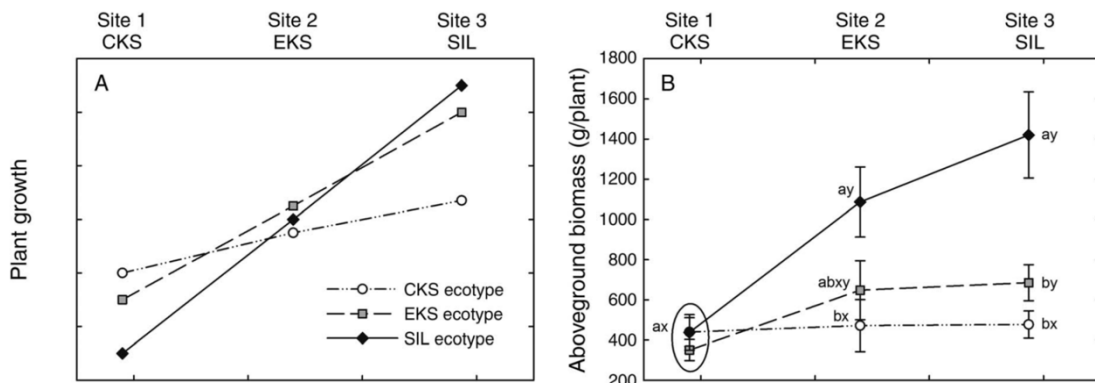 Site 1 Site 2 Site 3
CKS EKS SIL
A
Plant growth
CKS ecotype
EKS ecotype
SIL ecotype
Site 1 Site 2 Site 3
CKS EKS SIL
B
Aboveground biomass (g/plant)
1800
1600
1400
1200
1000
800
600
400
200
ay
ay
abxy
by
ax
bx
bx